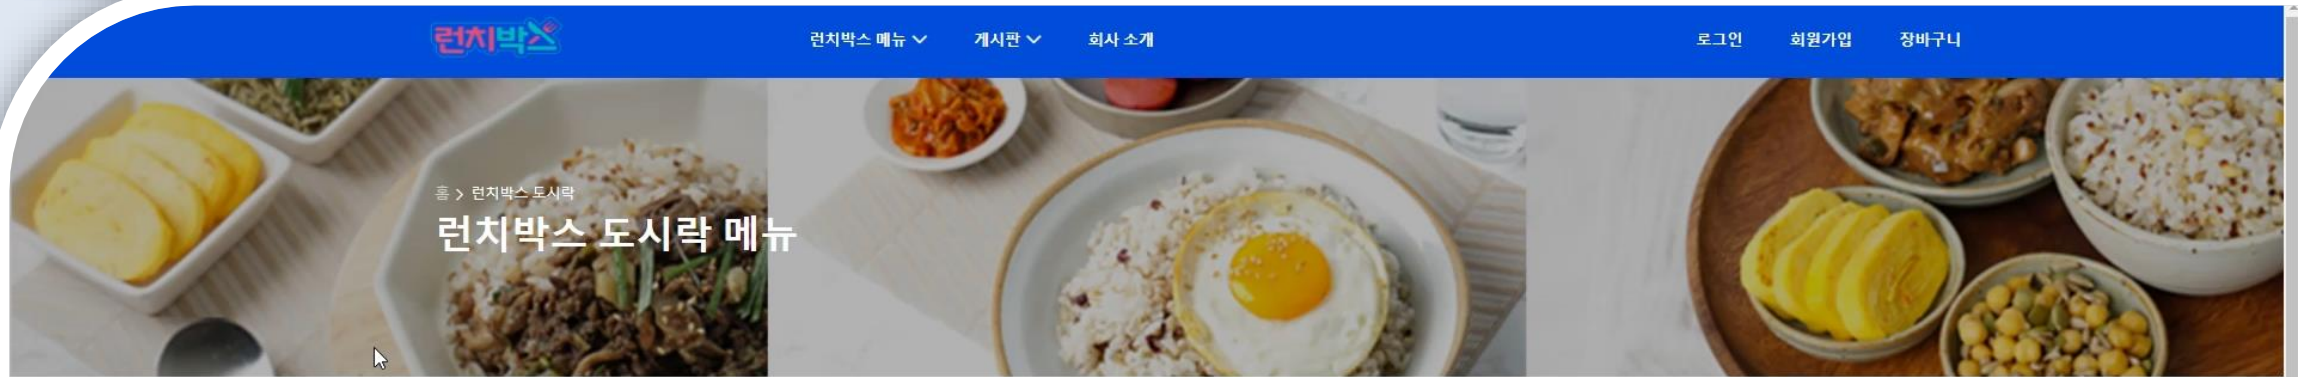 런치박스
런치박스 메뉴 게시판 회사 소개 로그인 회원가입 장바구니
홈 > 런치박스 도시락
런치박스 도시락 메뉴